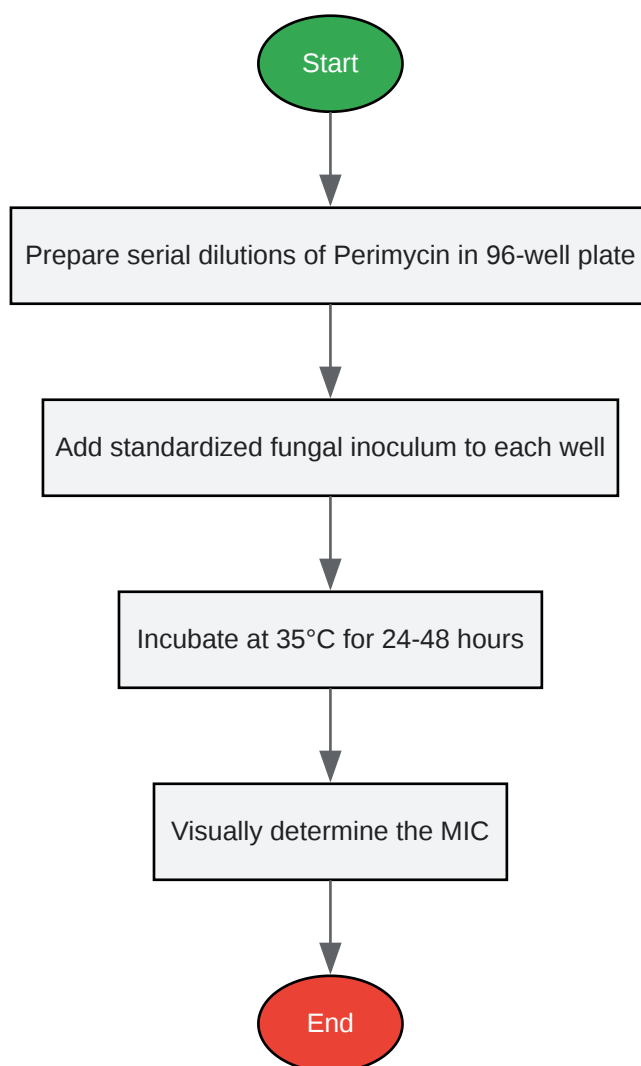 Start
Prepare serial dilutions of Perimycin in 96-well plate
Add standardized fungal inoculum to each well
Incubate at 35°C for 24-48 hours
Visually determine the MIC
End